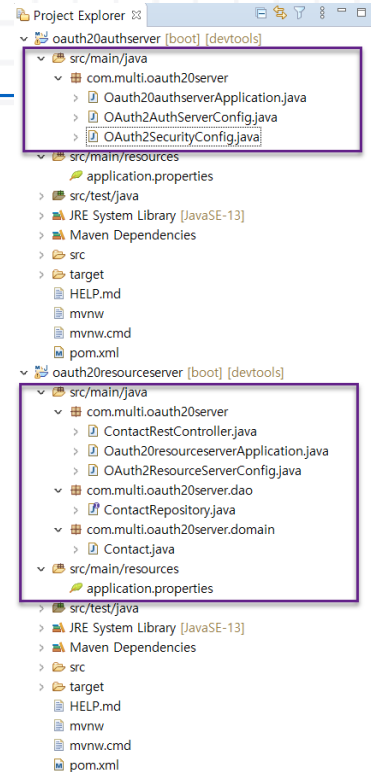 Project Explorer
oauth20authserver [boot] [devtools]
src/main/java
com.multi.oauth20server
Oauth20authserverApplication.java
OAuth2AuthServerConfig.java
OAuth2SecurityConfig.java
src/main/resources
application.properties
src/test/java
JRE System Library [JavaSE-13]
Maven Dependencies
src
target
HELP.md
mvnw
mvnw.cmd
pom.xml
oauth20resourceserver [boot] [devtools]
src/main/java
com.multi.oauth20server
ContactRestController.java
Oauth20resourceserverApplication.java
OAuth2ResourceServerConfig.java
com.multi.oauth20server.dao
ContactRepository.java
com.multi.oauth20server.domain
Contact.java
src/main/resources
application.properties
src/test/java
JRE System Library [JavaSE-13]
Maven Dependencies
src
target
HELP.md
mvnw
mvnw.cmd
pom.xml